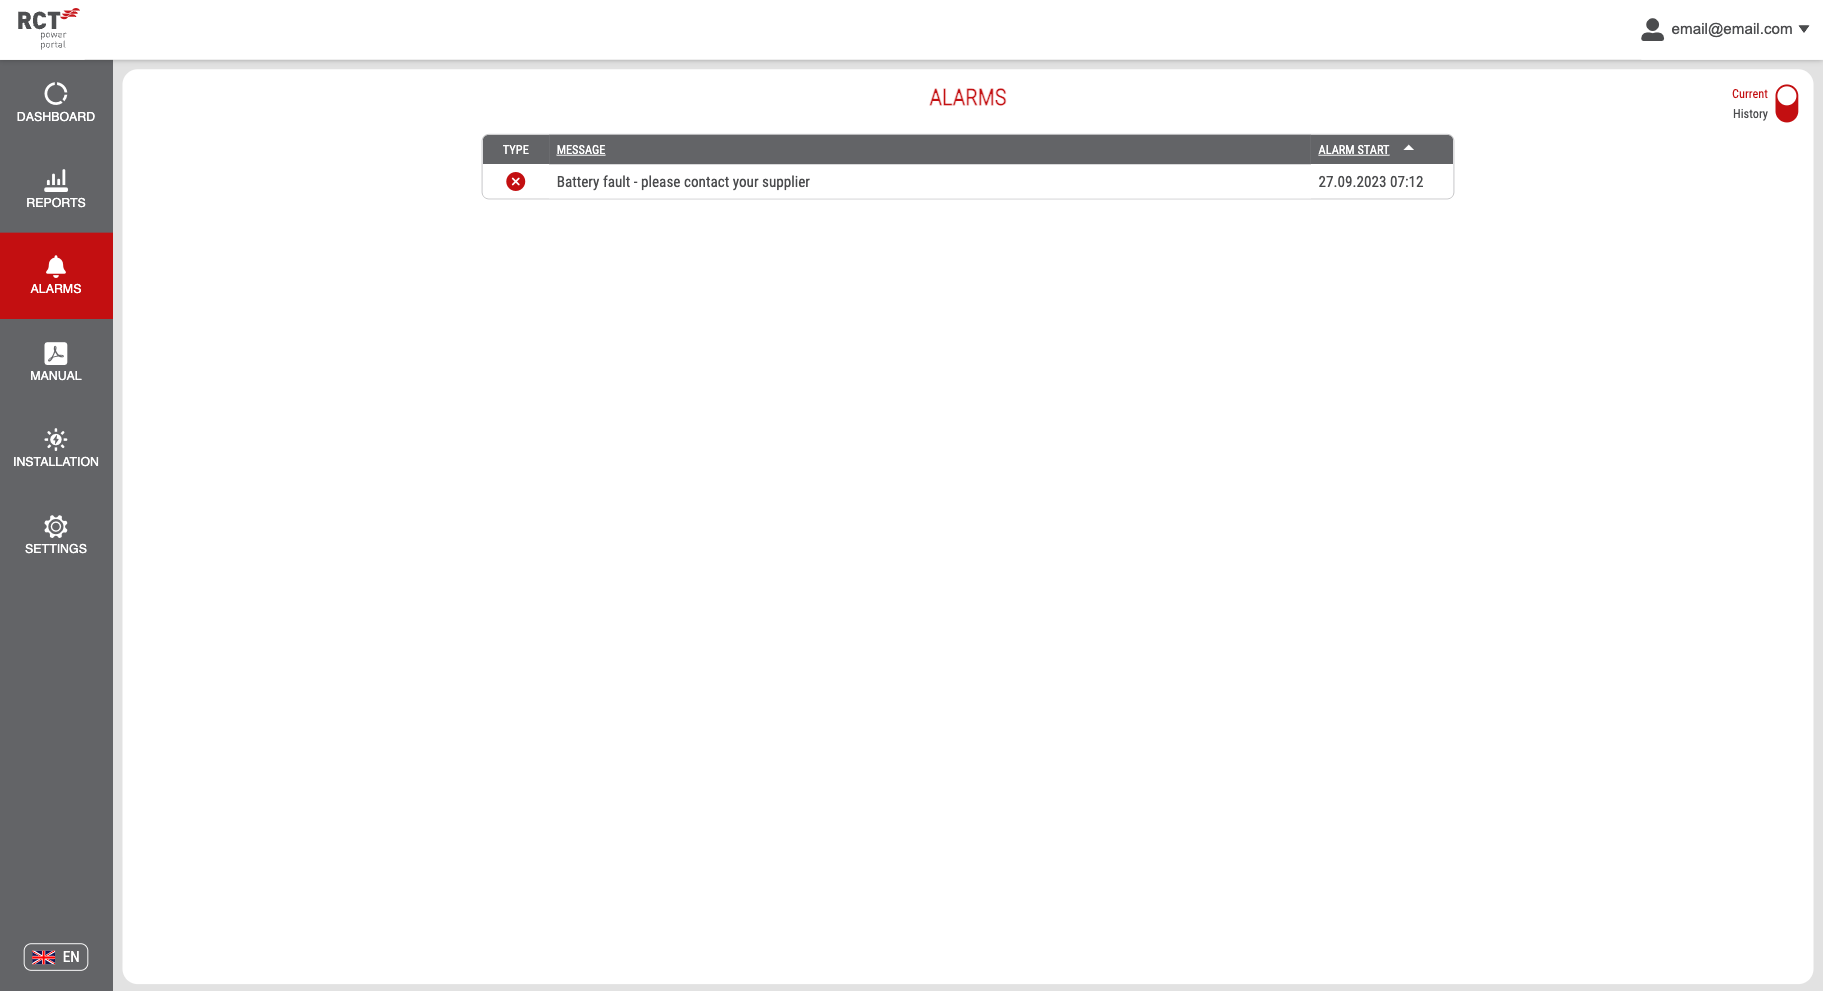 RCT
power
portal
email@email.com
DASHBOARD
REPORTS
ALARMS
MANUAL
INSTALLATION
SETTINGS
EN
ALARMS
Current
History
TYPE MESSAGE ALARM START
Battery fault - please contact your supplier 27.09.2023 07:12